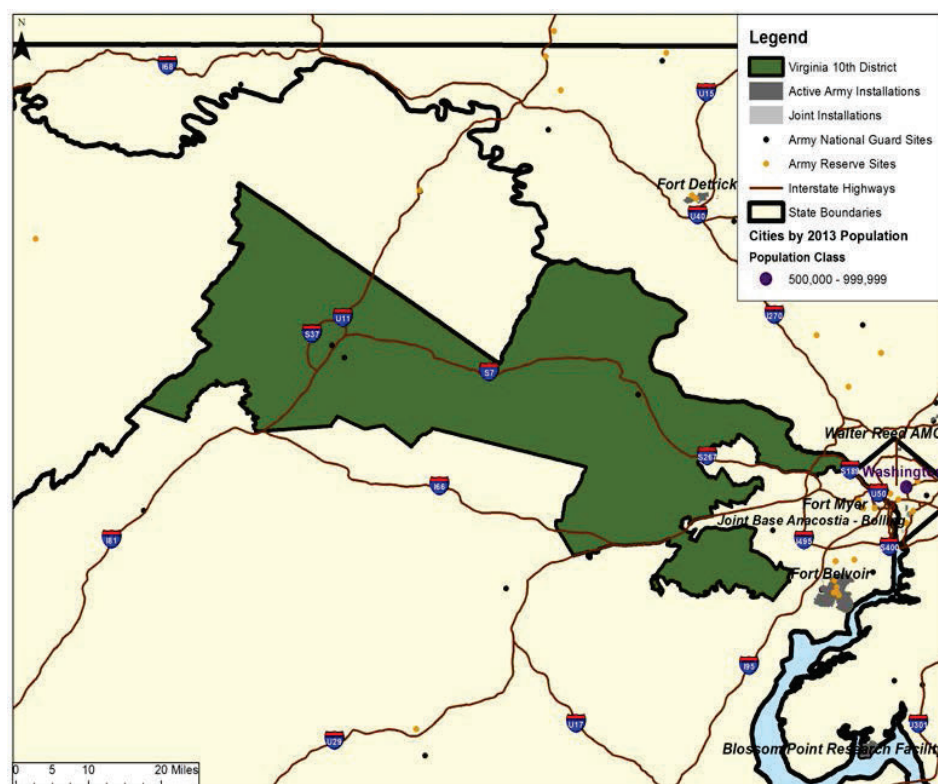 N
Legend
Virginia 10th District
Active Army Installations
Joint Installations
Army National Guard Sites
Army Reserve Sites
Interstate Highways
State Boundaries
Cities by 2013 Population
Population Class
500,000 - 999,999
I68
U15
Fort Detrick
U40
U11
S37
I270
S7
Walter Reed AMC
S267
Washington
I66
U50
Fort Myer
Joint Base Anacostia - Bolling
I81
I495
S400
Fort Belvoir
I95
U17
U301
U29
Blossom Point Research Facility
0 5 10 20 Miles